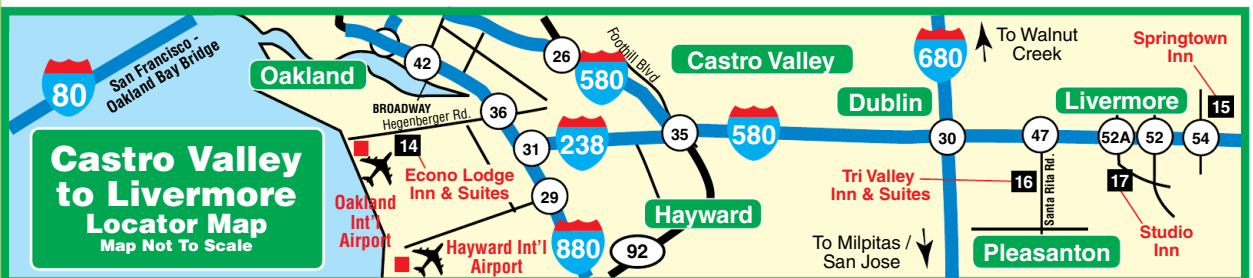 80
San Francisco -
Oakland Bay Bridge
Castro Valley
to Livermore
Locator Map
Map Not To Scale
Oakland
42
BROADWAY
Hegenberger Rd.
14
Econo Lodge
Inn & Suites
Oakland
Int'l
Airport
Hayward Int'l
Airport
36
31
29
238
880
26
580
Foothill Blvd
35
92
Hayward
Castro Valley
580
680
To Walnut
Creek
Dublin
30
To Milpitas /
San Jose
47
Tri Valley
Inn & Suites
16
Santa Rita Rd.
Pleasanton
Livermore
52A
52
54
17
Studio
Inn
Springtown
Inn
15